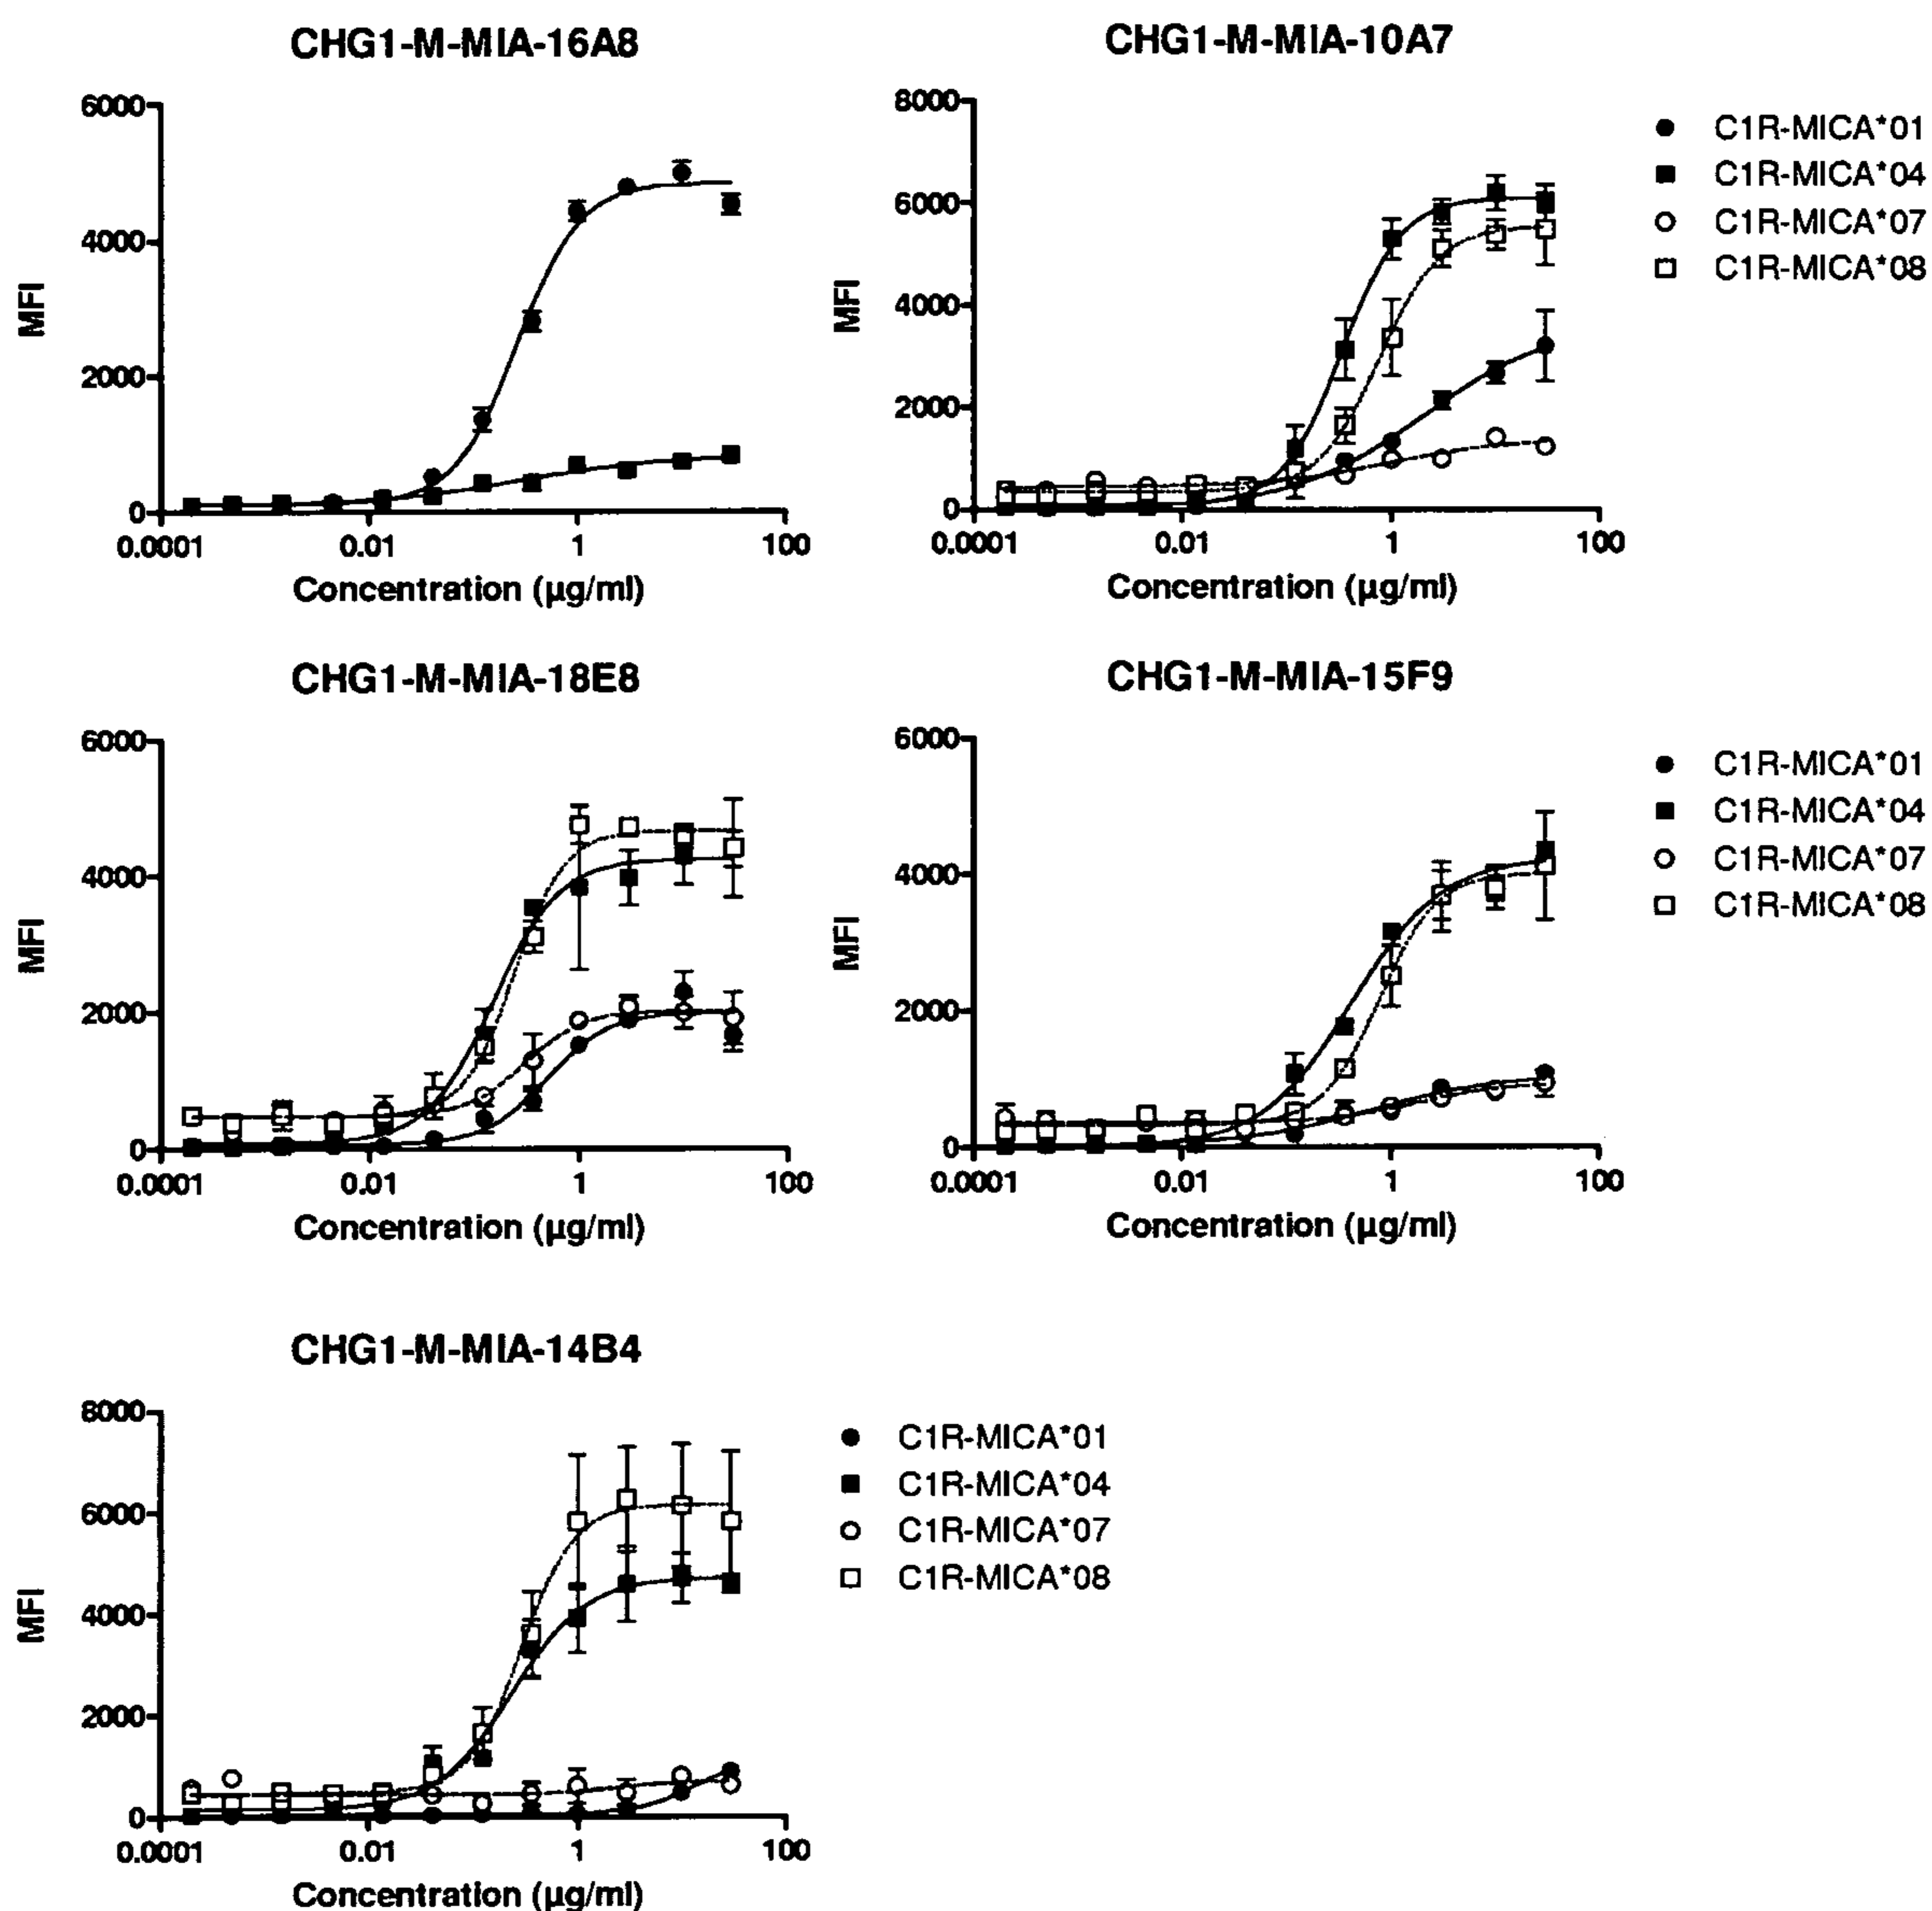 CHG1-M-MIA-16A8
6000
4000
2000
0
MFI
0.0001 0.01 1 100
Concentration (µg/ml)
CHG1-M-MIA-10A7
8000
6000
4000
2000
0
MFI
0.0001 0.01 1 100
Concentration (µg/ml)
C1R-MICA*01
C1R-MICA*04
C1R-MICA*07
C1R-MICA*08
CHG1-M-MIA-18E8
6000
4000
2000
0
MFI
0.0001 0.01 1 100
Concentration (µg/ml)
CHG1-M-MIA-15F9
6000
4000
2000
0
MFI
0.0001 0.01 1 100
Concentration (µg/ml)
C1R-MICA*01
C1R-MICA*04
C1R-MICA*07
C1R-MICA*08
CHG1-M-MIA-14B4
8000
6000
4000
2000
0
MFI
0.0001 0.01 1 100
Concentration (µg/ml)
C1R-MICA*01
C1R-MICA*04
C1R-MICA*07
C1R-MICA*08